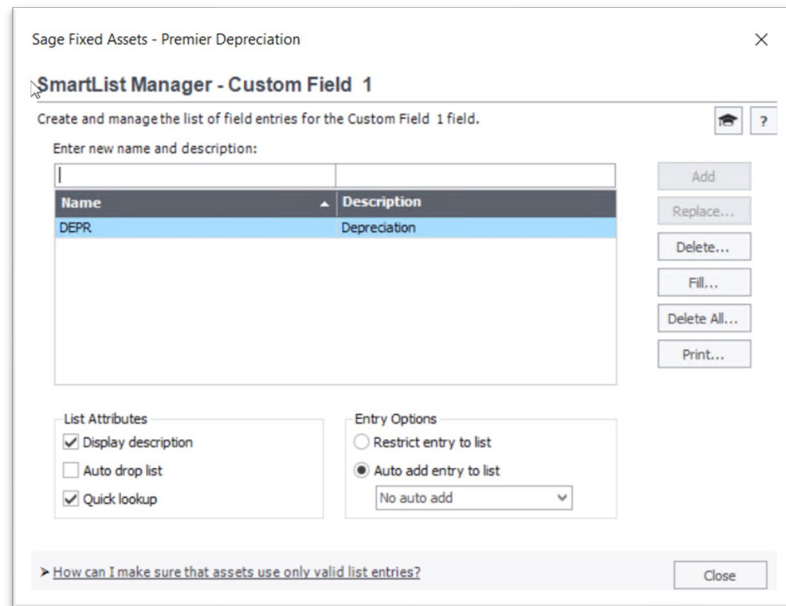 Sage Fixed Assets - Premier Depreciation
SmartList Manager - Custom Field 1
Create and manage the list of field entries for the Custom Field 1 field.
?
Enter new name and description:
Add
Name Description
Replace...
DEPR Depreciation
Delete...
Fill...
Delete All...
Print...
List Attributes
Display description
Auto drop list
Quick lookup
Entry Options
Restrict entry to list
Auto add entry to list
No auto add
How can I make sure that assets use only valid list entries?
Close